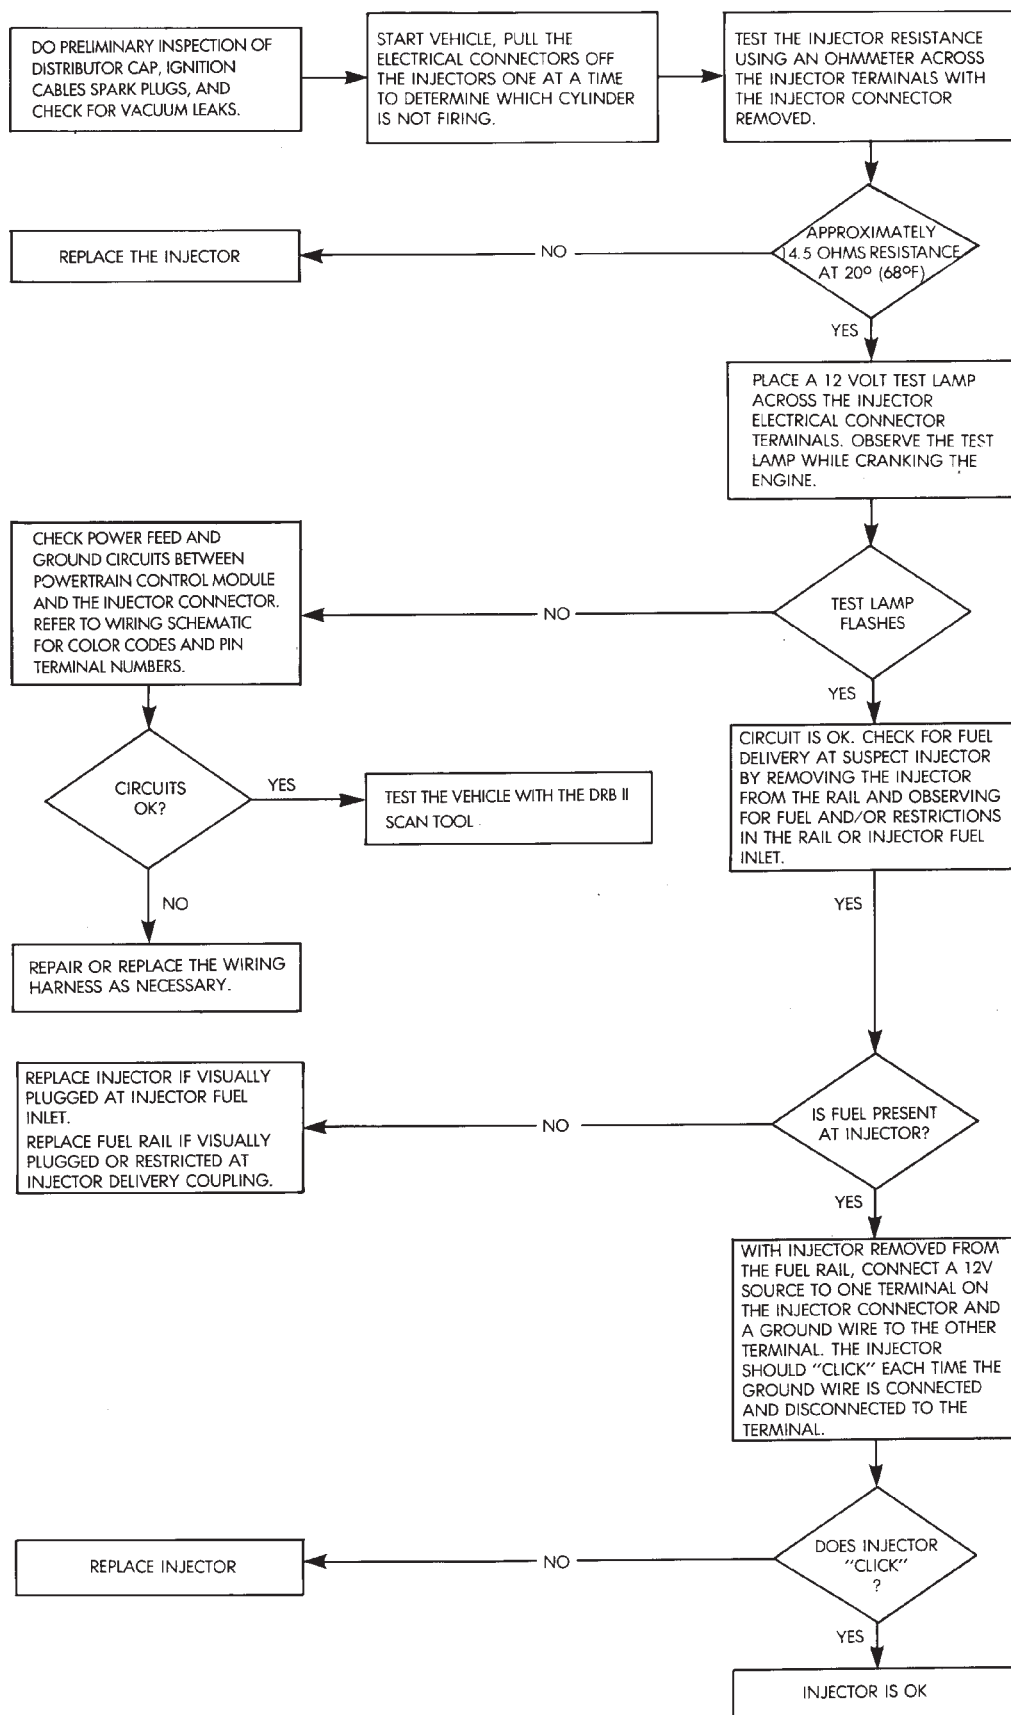 DO PRELIMINARY INSPECTION OF
DISTRIBUTOR CAP, IGNITION
CABLES SPARK PLUGS, AND
CHECK FOR VACUUM LEAKS.
START VEHICLE, PULL THE
ELECTRICAL CONNECTORS OFF
THE INJECTORS ONE AT A TIME
TO DETERMINE WHICH CYLINDER
IS NOT FIRING.
TEST THE INJECTOR RESISTANCE
USING AN OHMMETER ACROSS
THE INJECTOR TERMINALS WITH
THE INJECTOR CONNECTOR
REMOVED.
APPROXIMATELY
14.5 OHMS RESISTANCE
AT 20° (68°F)
NO
REPLACE THE INJECTOR
YES
PLACE A 12 VOLT TEST LAMP
ACROSS THE INJECTOR
ELECTRICAL CONNECTOR
TERMINALS. OBSERVE THE TEST
LAMP WHILE CRANKING THE
ENGINE.
TEST LAMP
FLASHES
NO
CHECK POWER FEED AND
GROUND CIRCUITS BETWEEN
POWERTRAIN CONTROL MODULE
AND THE INJECTOR CONNECTOR.
REFER TO WIRING SCHEMATIC
FOR COLOR CODES AND PIN
TERMINAL NUMBERS.
CIRCUITS
OK?
YES
TEST THE VEHICLE WITH THE DRB II
SCAN TOOL
NO
REPAIR OR REPLACE THE WIRING
HARNESS AS NECESSARY.
YES
CIRCUIT IS OK. CHECK FOR FUEL
DELIVERY AT SUSPECT INJECTOR
BY REMOVING THE INJECTOR
FROM THE RAIL AND OBSERVING
FOR FUEL AND/OR RESTRICTIONS
IN THE RAIL OR INJECTOR FUEL
INLET.
YES
IS FUEL PRESENT
AT INJECTOR?
NO
REPLACE INJECTOR IF VISUALLY
PLUGGED AT INJECTOR FUEL
INLET.
REPLACE FUEL RAIL IF VISUALLY
PLUGGED OR RESTRICTED AT
INJECTOR DELIVERY COUPLING.
YES
WITH INJECTOR REMOVED FROM
THE FUEL RAIL, CONNECT A 12V
SOURCE TO ONE TERMINAL ON
THE INJECTOR CONNECTOR AND
A GROUND WIRE TO THE OTHER
TERMINAL. THE INJECTOR
SHOULD "CLICK" EACH TIME THE
GROUND WIRE IS CONNECTED
AND DISCONNECTED TO THE
TERMINAL.
DOES INJECTOR
"CLICK"
?
NO
REPLACE INJECTOR
YES
INJECTOR IS OK